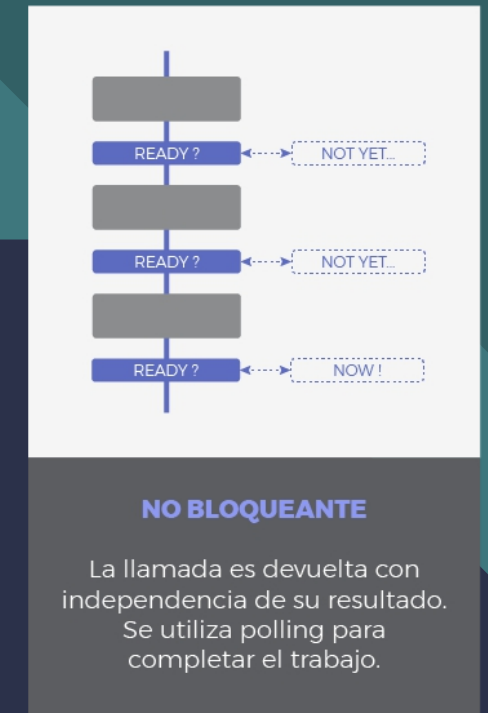 READY ?
NOT YET...
READY ?
NOT YET...
READY ?
NOW !
NO BLOQUEANTE
La llamada es devuelta con
independencia de su resultado.
Se utiliza polling para
completar el trabajo.